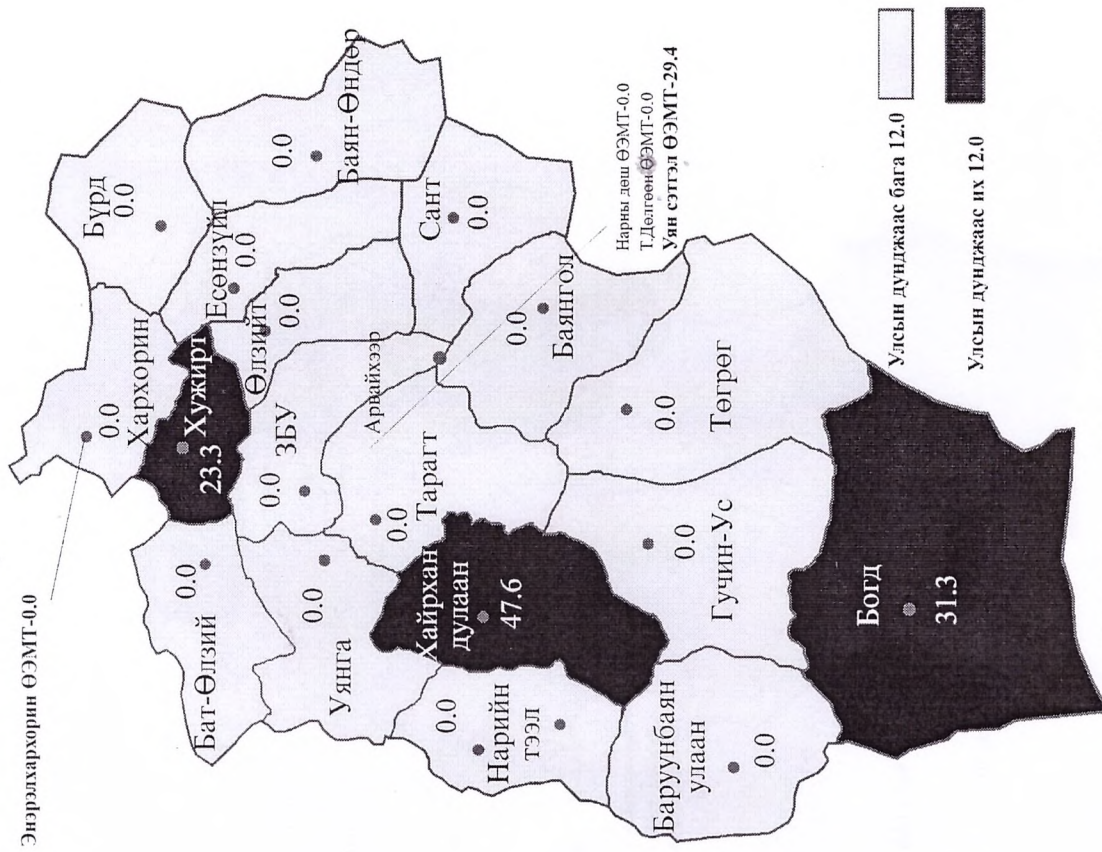 Энэрэлхархорин ӨЭМТ-0.0
Бүрд
0.0
0.0
Хархорин
0.0
Бат-Өлзий
Хужирт
23.3
Есөнзүйл
0.0
0.0
Баян-Өндөр
Өлзийт
0.0
ЗБУ
0.0
0.0
Уянга
Арвайхээр
0.0
Тарагт
Сант
0.0
Хайрхан
дулаан
47.6
0.0
Нарийн
тээл
0.0
Баянгол
Нарны дөш ӨЭМТ-0.0
Т.Дөлгөөн ӨЭМТ-0.0
Уян сэтгэл ӨЭМТ-29.4
0.0
Төгрөг
0.0
Гучин-Ус
Баруунбаян
улаан
0.0
Богд
31.3
Улсын дунджаас бага 12.0
Улсын дунджаас их 12.0